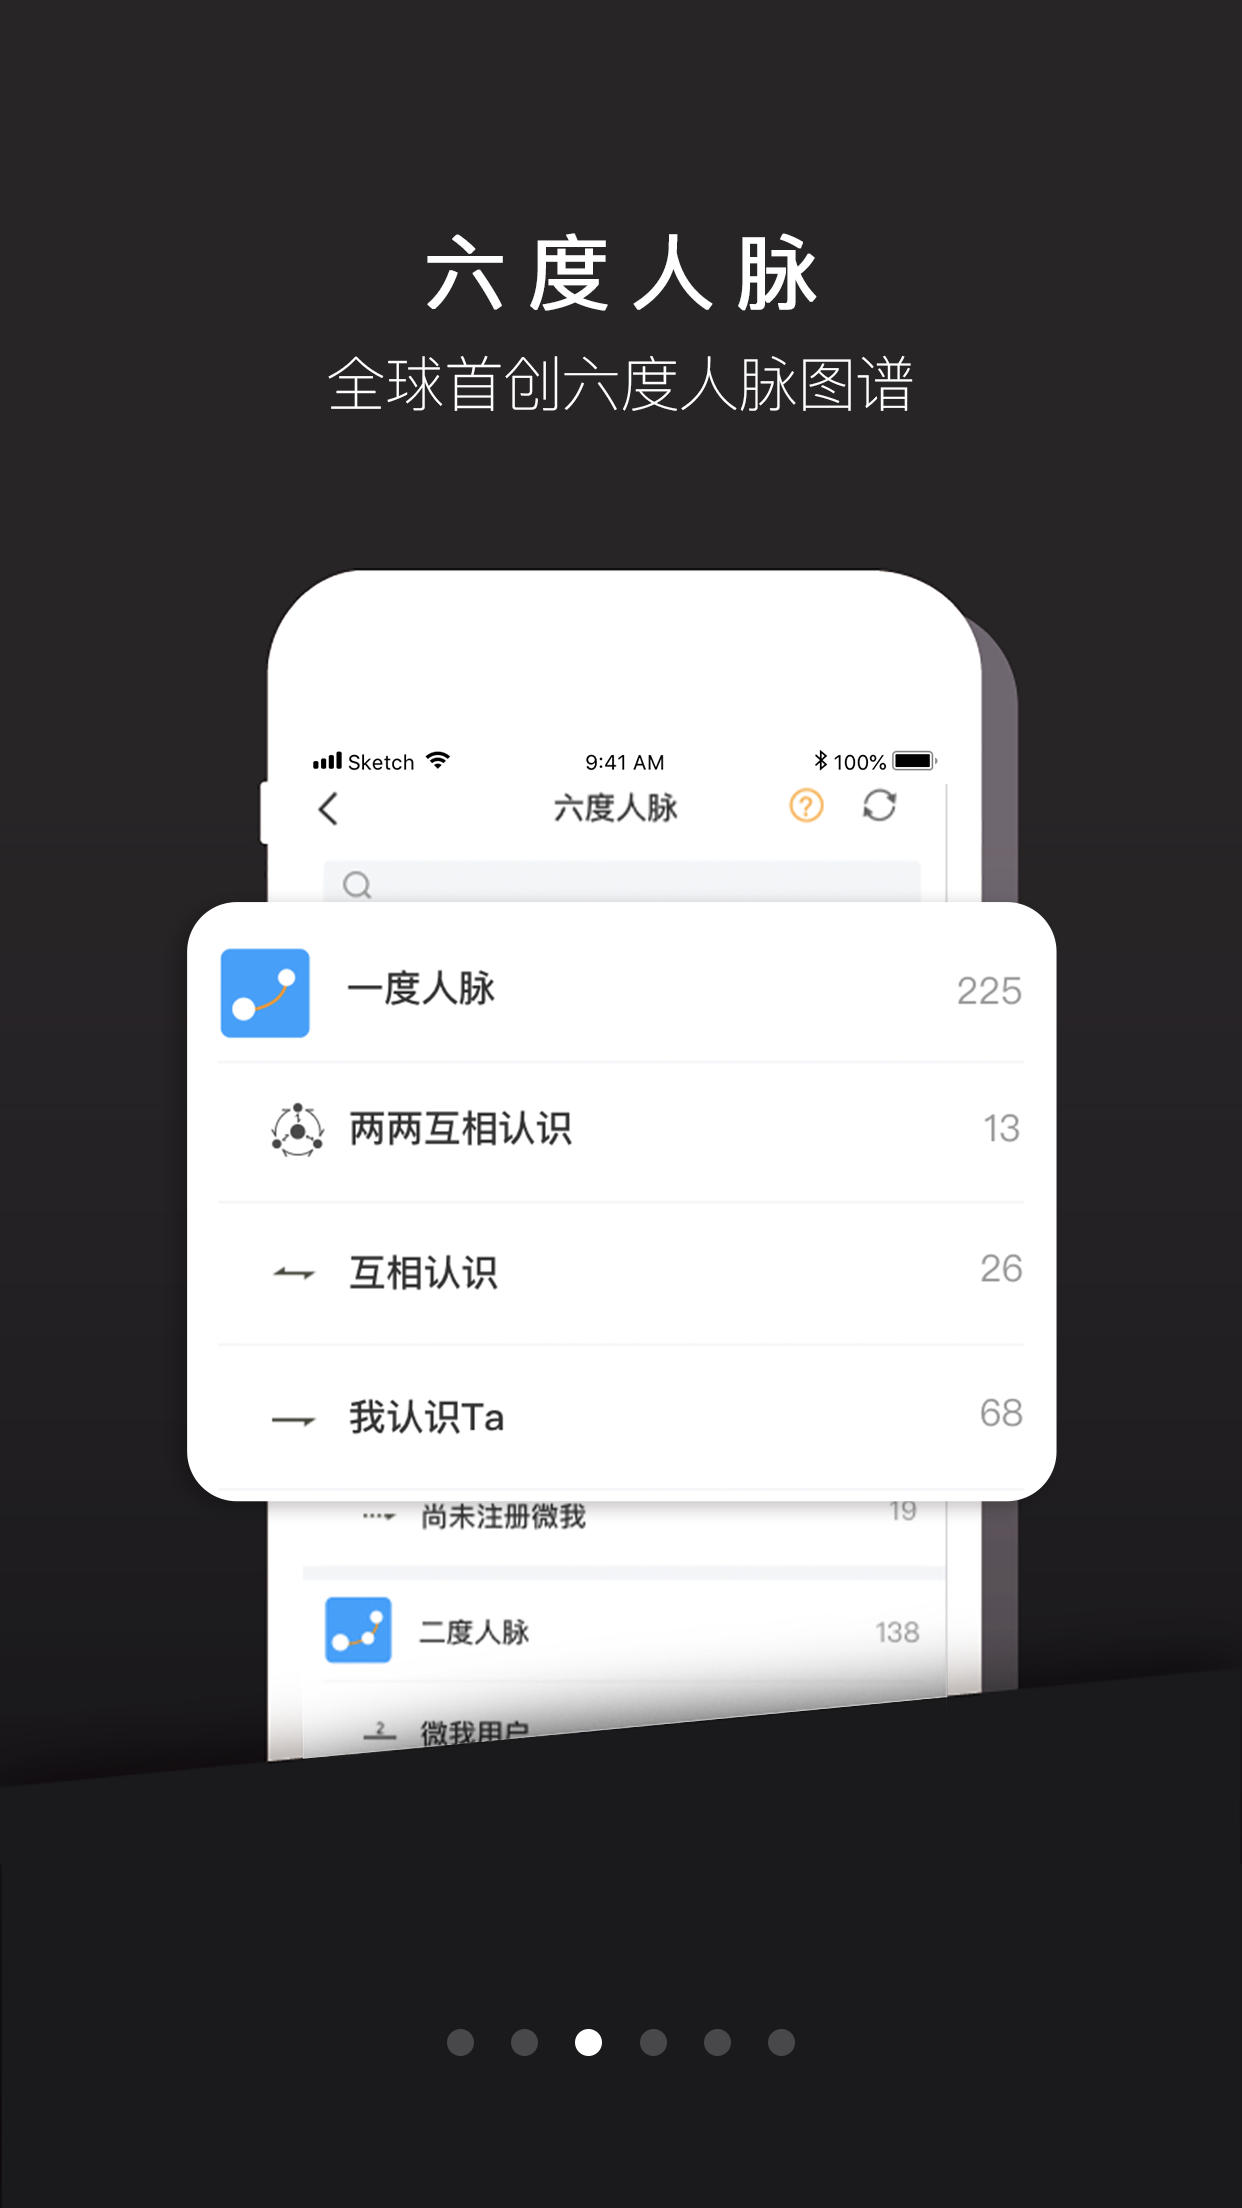 六度人脉
全球首创六度人脉图谱
Sketch 9:41 AM 100%
六度人脉
一度人脉 225
两两互相认识 13
互相认识 26
我认识Ta 68
尚未注册微我 19
二度人脉 138
2 微我用户